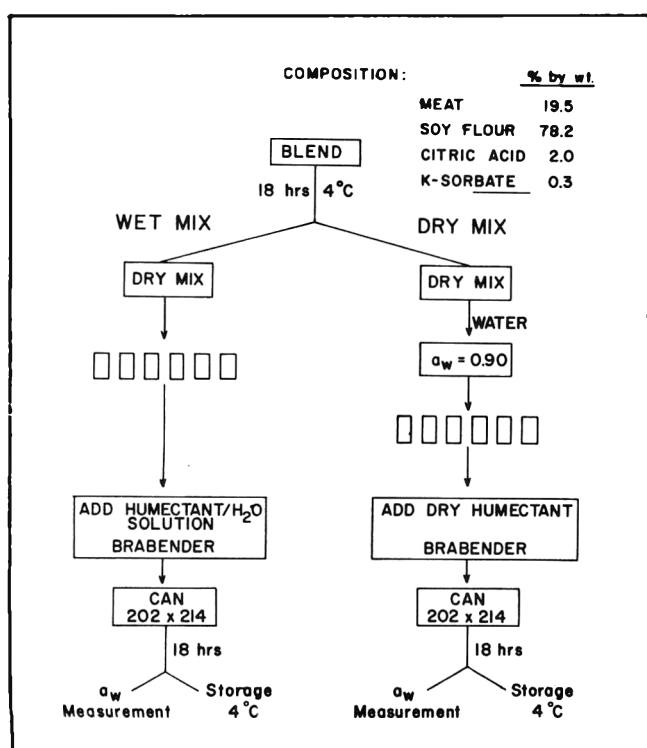 COMPOSITION: % by wt.
MEAT 19.5
SOY FLOUR 78.2
CITRIC ACID 2.0
K-SORBATE 0.3
BLEND
18 hrs 4°C
WET MIX
DRY MIX
DRY MIX
DRY MIX
WATER
aw = 0.90
ADD HUMECTANT/H2O
SOLUTION
BRABENDER
ADD DRY HUMECTANT
BRABENDER
CAN
202 x 214
CAN
202 x 214
18 hrs
18 hrs
aw
Measurement
Storage
4°C
aw
Measurement
Storage
4°C